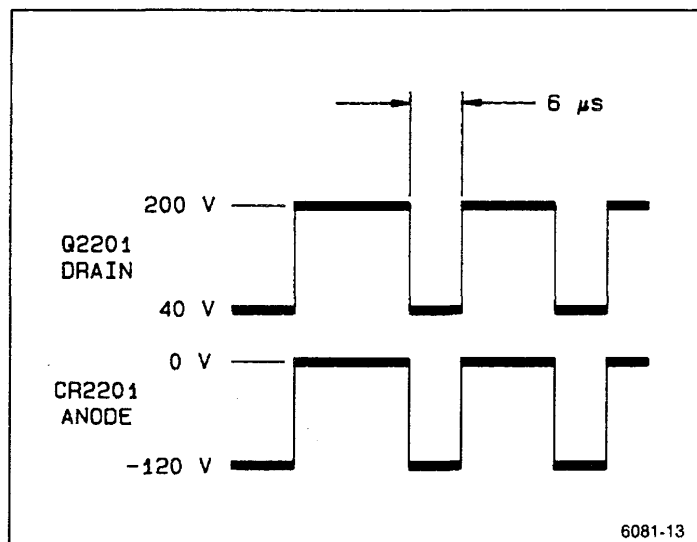 6 µs
200 V
Q2201
DRAIN
40 V
0 V
CR2201
ANODE
-120 V
6081-13